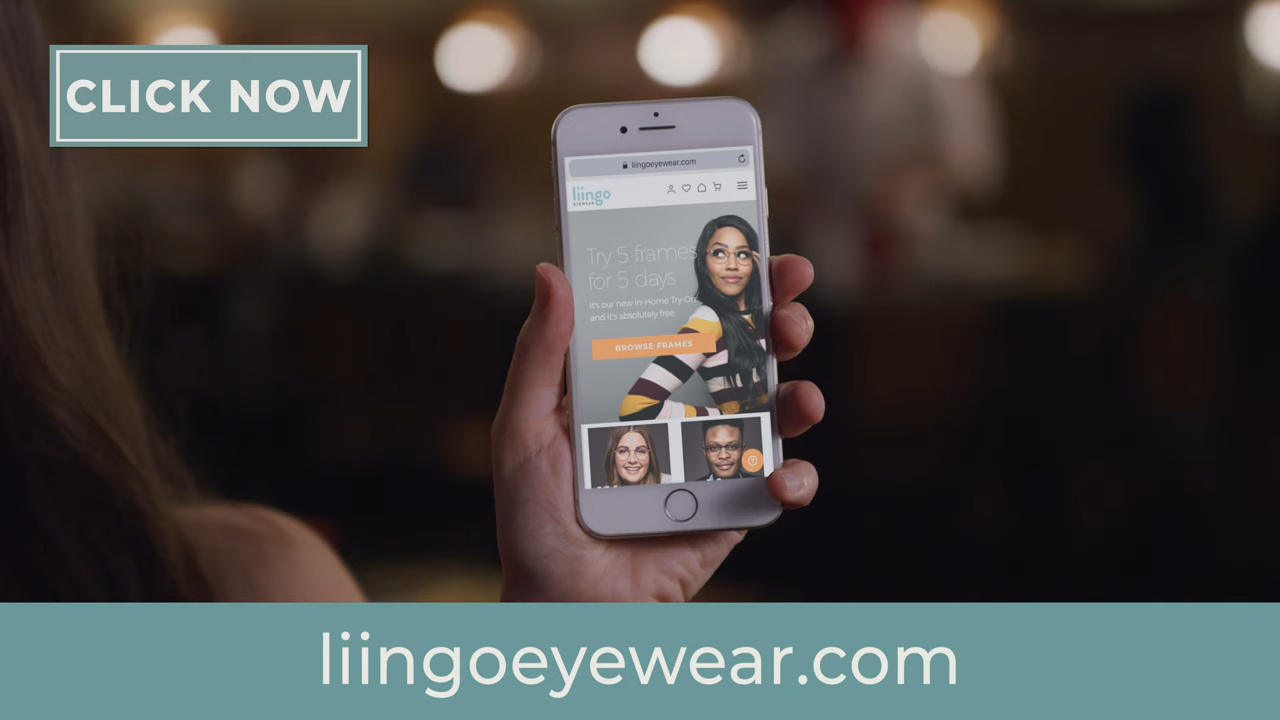 CLICK NOW
liingoeyewear.com
liingo
EYEWEAR
Try 5 frames
for 5 days
It's our new In-Home Try-On
and it's absolutely free.
BROWSE FRAMES
liingoeyewear.com